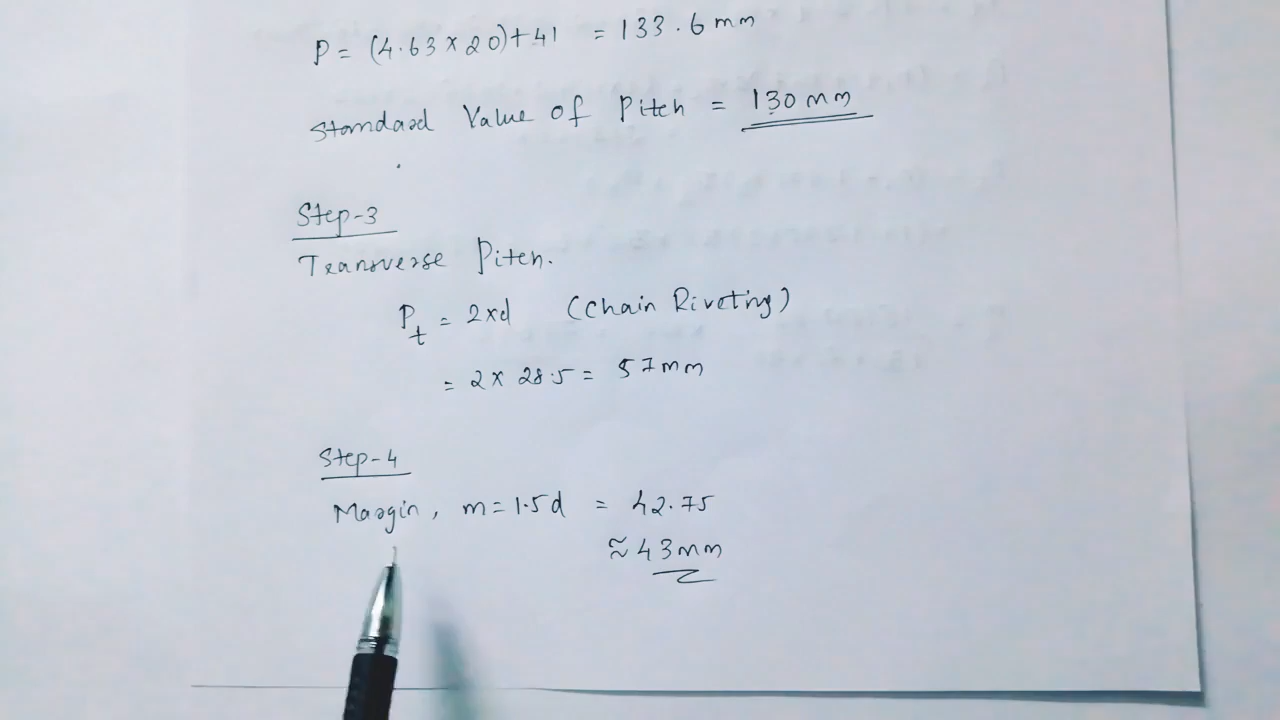 P = (4.63 x 20)+41 = 133.6 mm
Standard Value of Pitch = 130 mm
Step-3
Transverse Pitch.
Pt = 2xd (Chain Riveting)
= 2 x 28.5 = 57 mm
Step-4
Margin, m = 1.5d = 42.75
≈ 43 mm